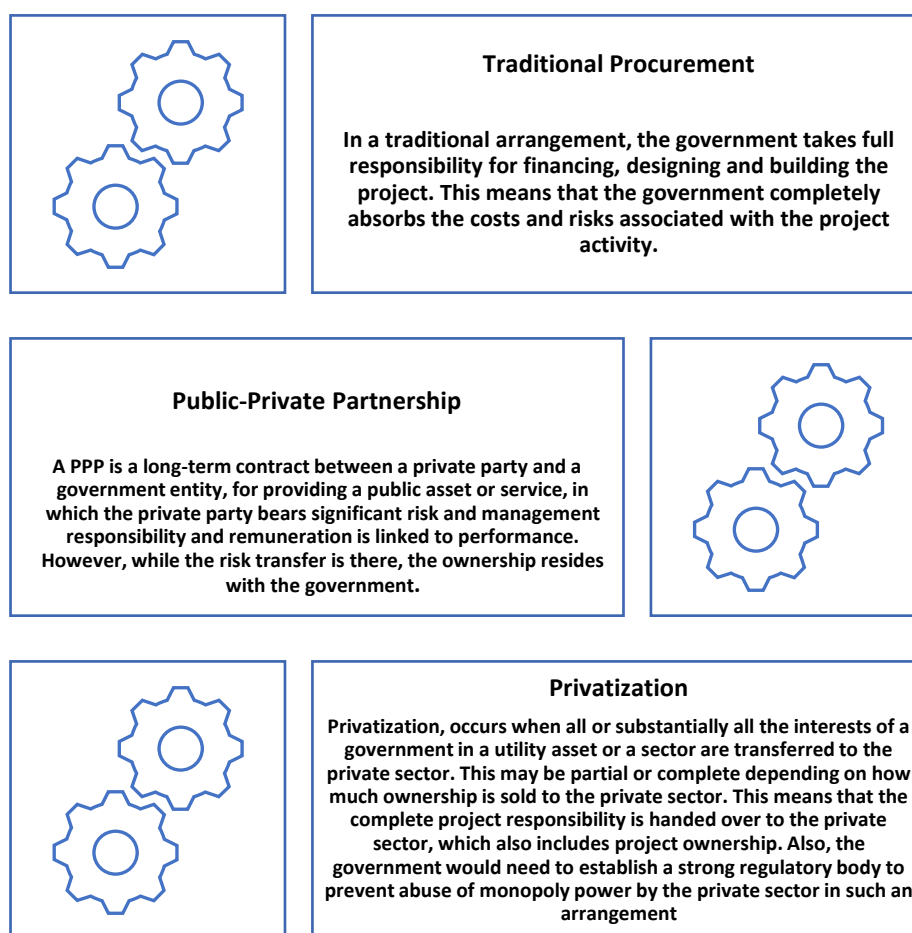 Traditional Procurement
In a traditional arrangement, the government takes full
responsibility for financing, designing and building the
project. This means that the government completely
absorbs the costs and risks associated with the project
activity.
Public-Private Partnership
A PPP is a long-term contract between a private party and a
government entity, for providing a public asset or service, in
which the private party bears significant risk and management
responsibility and remuneration is linked to performance.
However, while the risk transfer is there, the ownership resides
with the government.
Privatization
Privatization, occurs when all or substantially all the interests of a
government in a utility asset or a sector are transferred to the
private sector. This may be partial or complete depending on how
much ownership is sold to the private sector. This means that the
complete project responsibility is handed over to the private
sector, which also includes project ownership. Also, the
government would need to establish a strong regulatory body to
prevent abuse of monopoly power by the private sector in such an
arrangement